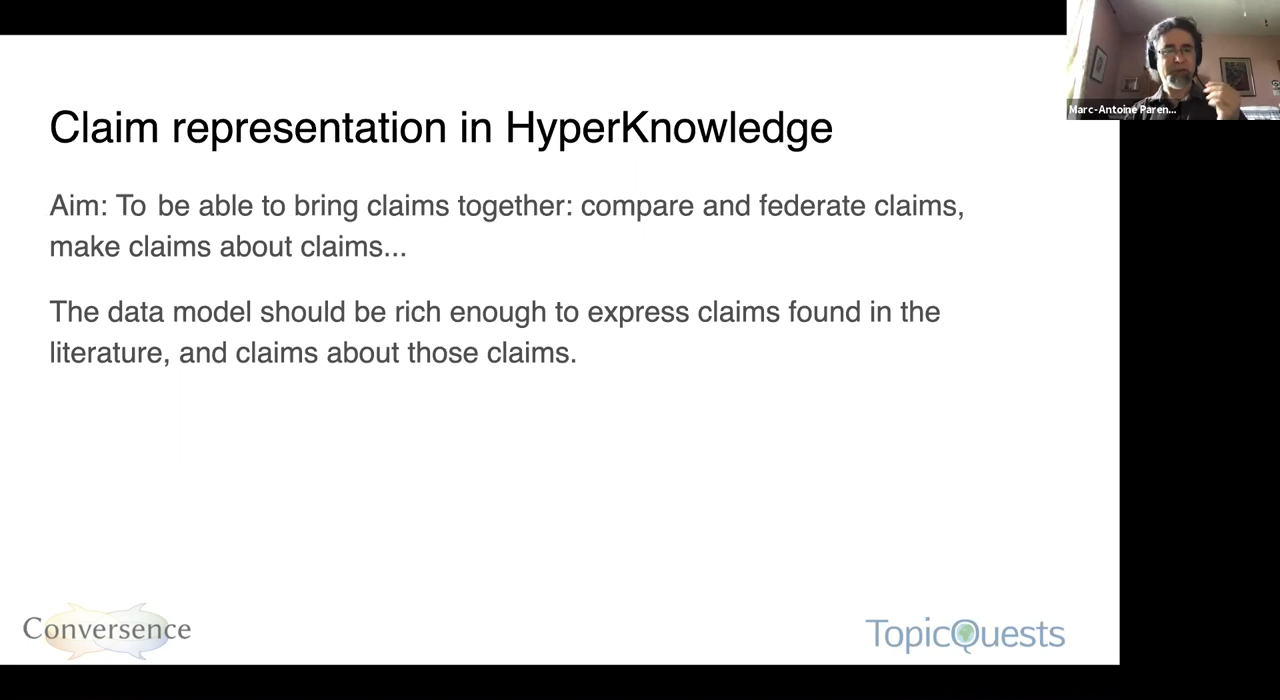 Claim representation in HyperKnowledge
Aim: To be able to bring claims together: compare and federate claims,
make claims about claims...
The data model should be rich enough to express claims found in the
literature, and claims about those claims.
Conversence
TopicQuests
Marc-Antoine Paren...